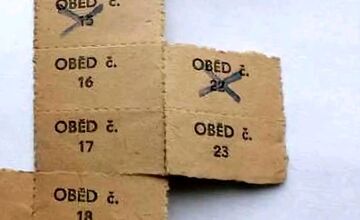 OBĚD č.
15
OBĚD č.
16
OBĚD č.
17
OBĚD č.
18
OBĚD č.
22
OBĚD č.
23